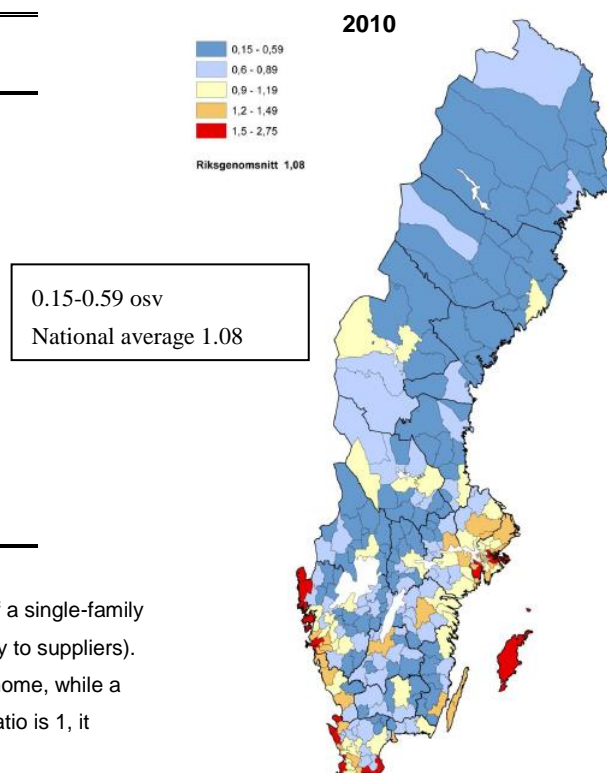 2010
0,15 - 0,59
0,6 - 0,89
0,9 - 1,19
1,2 - 1,49
1,5 - 2,75
Riksgenomsnitt 1,08
0.15-0.59 osv
National average 1.08
f a single-family
y to suppliers).
ome, while a
atio is 1, it